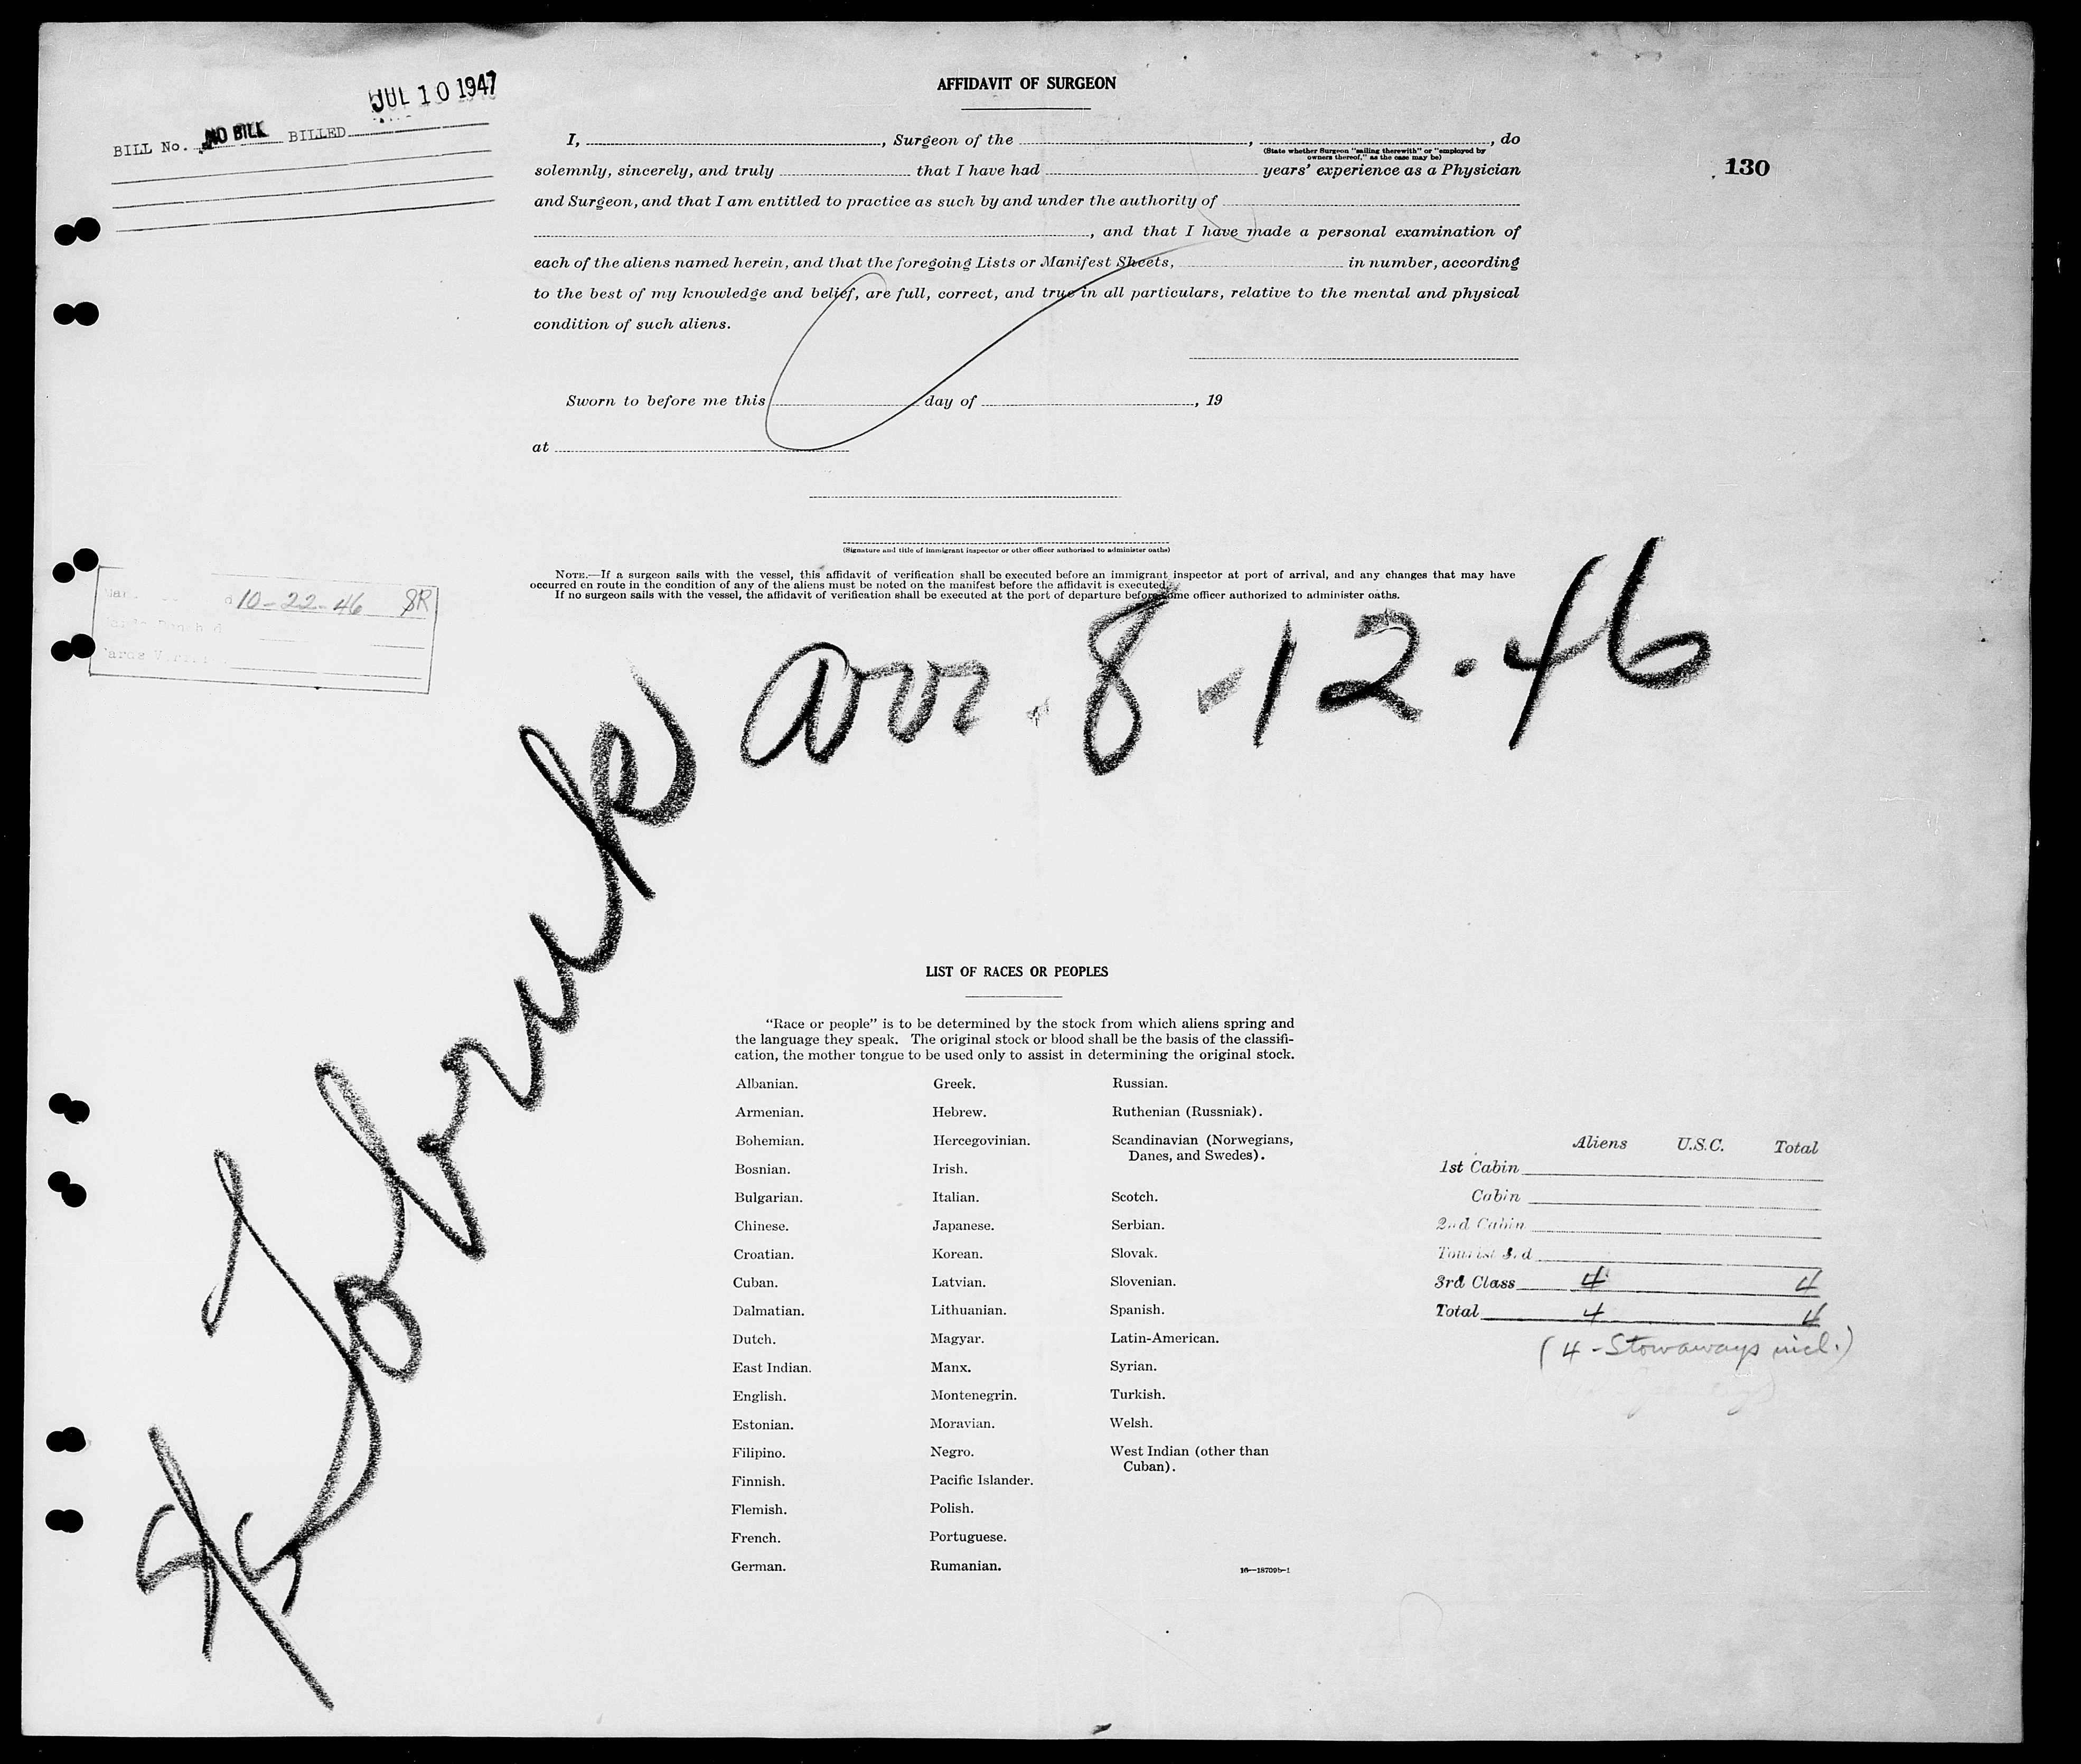 JUL 10 1947
BILL No. NO BILL BILLED
130
AFFIDAVIT OF SURGEON
I, , Surgeon of the , , do
(State whether Surgeon "sailing therewith" or "employed by
owners thereof," as the case may be)
solemnly, sincerely, and truly that I have had years' experience as a Physician
and Surgeon, and that I am entitled to practice as such by and under the authority of
, and that I have made a personal examination of
each of the aliens named herein, and that the foregoing Lists or Manifest Sheets, in number, according
to the best of my knowledge and belief, are full, correct, and true in all particulars, relative to the mental and physical
condition of such aliens.
Sworn to before me this day of , 19
at
(Signature and title of immigrant inspector or other officer authorized to administer oaths)
NOTE.—If a surgeon sails with the vessel, this affidavit of verification shall be executed before an immigrant inspector at port of arrival, and any changes that may have
occurred en route in the condition of any of the aliens must be noted on the manifest before the affidavit is executed.
If no surgeon sails with the vessel, the affidavit of verification shall be executed at the port of departure before some officer authorized to administer oaths.
10-22-46 SR
S/S Tobruk arr. 8-12-46
LIST OF RACES OR PEOPLES
"Race or people" is to be determined by the stock from which aliens spring and
the language they speak. The original stock or blood shall be the basis of the classifi-
cation, the mother tongue to be used only to assist in determining the original stock.
Albanian.
Armenian.
Bohemian.
Bosnian.
Bulgarian.
Chinese.
Croatian.
Cuban.
Dalmatian.
Dutch.
East Indian.
English.
Estonian.
Filipino.
Finnish.
Flemish.
French.
German.
Greek.
Hebrew.
Hercegovinian.
Irish.
Italian.
Japanese.
Korean.
Latvian.
Lithuanian.
Magyar.
Manx.
Montenegrin.
Moravian.
Negro.
Pacific Islander.
Polish.
Portuguese.
Rumanian.
Russian.
Ruthenian (Russniak).
Scandinavian (Norwegians,
Danes, and Swedes).
Scotch.
Serbian.
Slovak.
Slovenian.
Spanish.
Latin-American.
Syrian.
Turkish.
Welsh.
West Indian (other than
Cuban).
16—18709b-1
Aliens U.S.C. Total
1st Cabin
Cabin
2nd Cabin
Tourist 3rd
3rd Class 4 4
Total 4 4
(4 - Stowaways incl.)